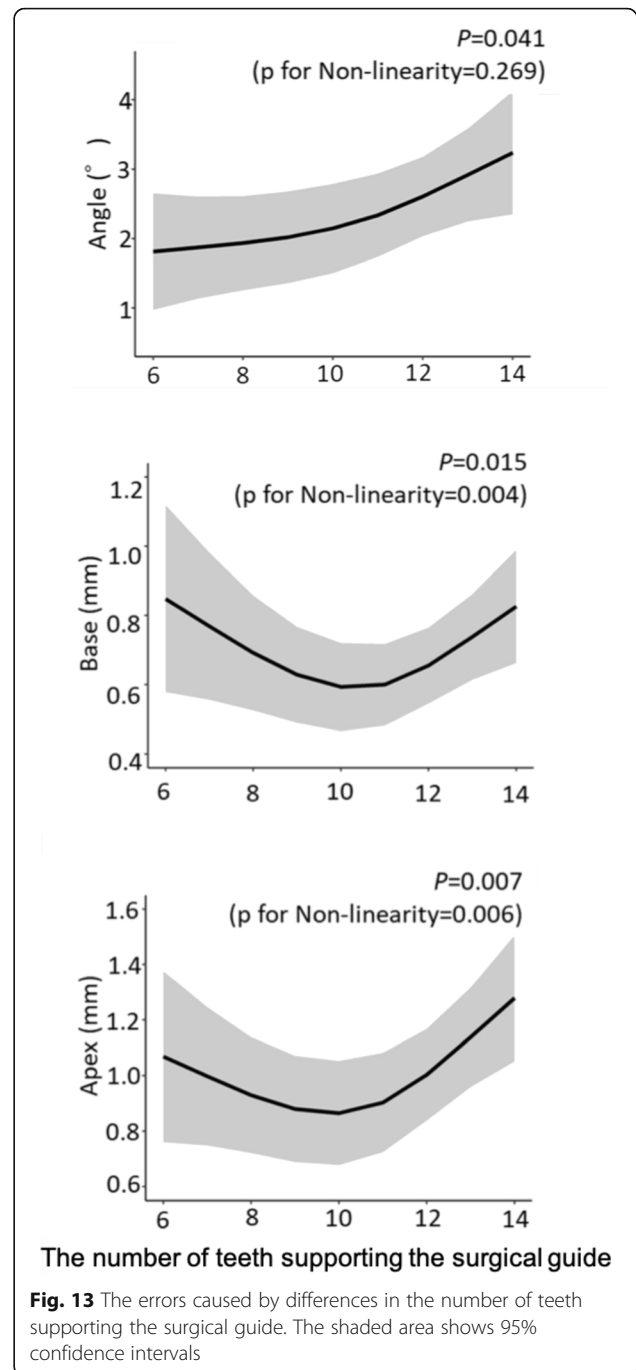 P=0.041
(p for Non-linearity=0.269)
4
3
2
1
Angle (° )
6 8 10 12 14
P=0.015
(p for Non-linearity=0.004)
1.2
1.0
0.8
0.6
0.4
Base (mm)
6 8 10 12 14
P=0.007
(p for Non-linearity=0.006)
1.6
1.4
1.2
1.0
0.8
0.6
Apex (mm)
6 8 10 12 14
The number of teeth supporting the surgical guide
Fig. 13 The errors caused by differences in the number of teeth
supporting the surgical guide. The shaded area shows 95%
confidence intervals